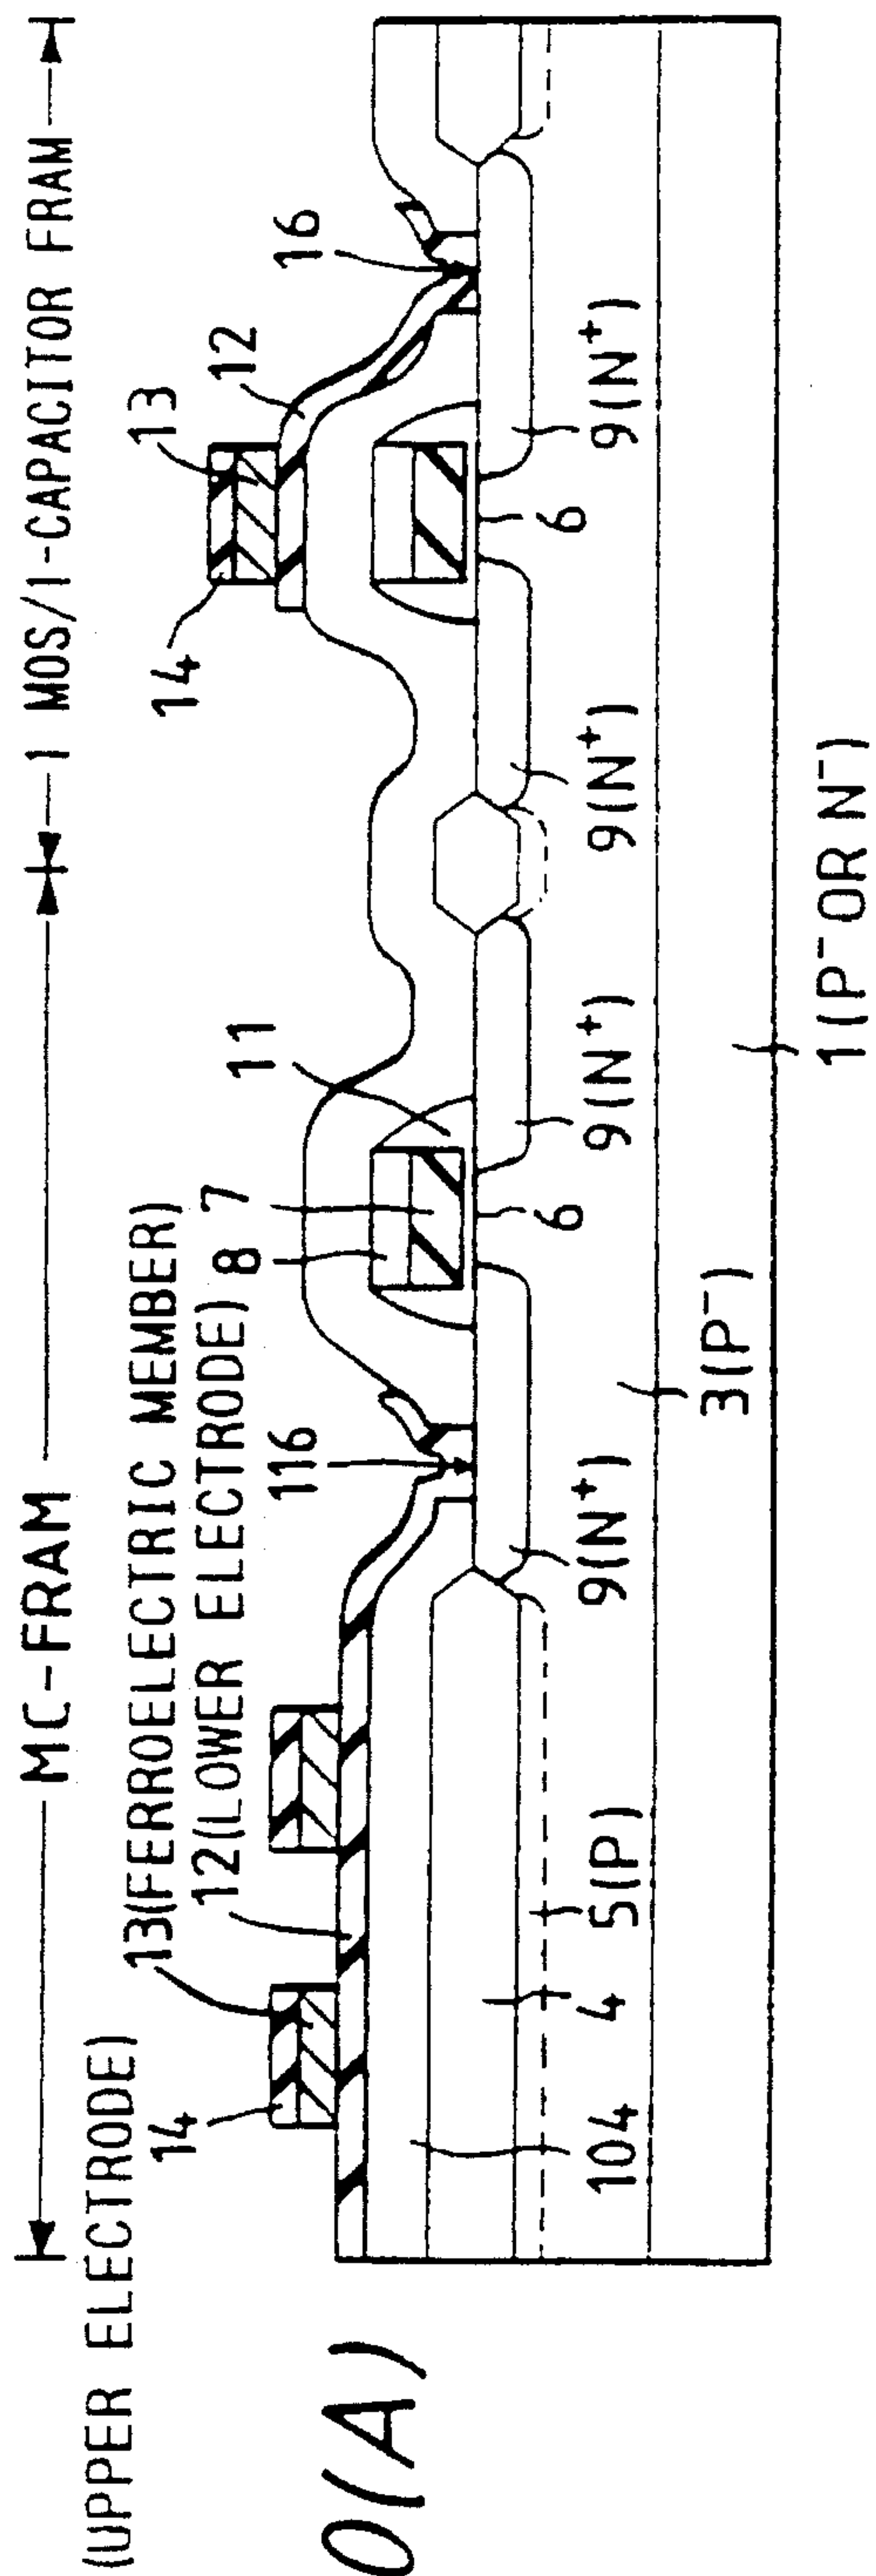 MC-FRAM
1 MOS/1-CAPACITOR FRAM
(UPPER ELECTRODE)
14
13(FERROELECTRIC MEMBER)
12(LOWER ELECTRODE)
116
8
7
11
14
13
12
16
104
4
5(P)
9(N+)
3(P-)
6
9(N+)
9(N+)
6
9(N+)
1(P- OR N-)
0(A)